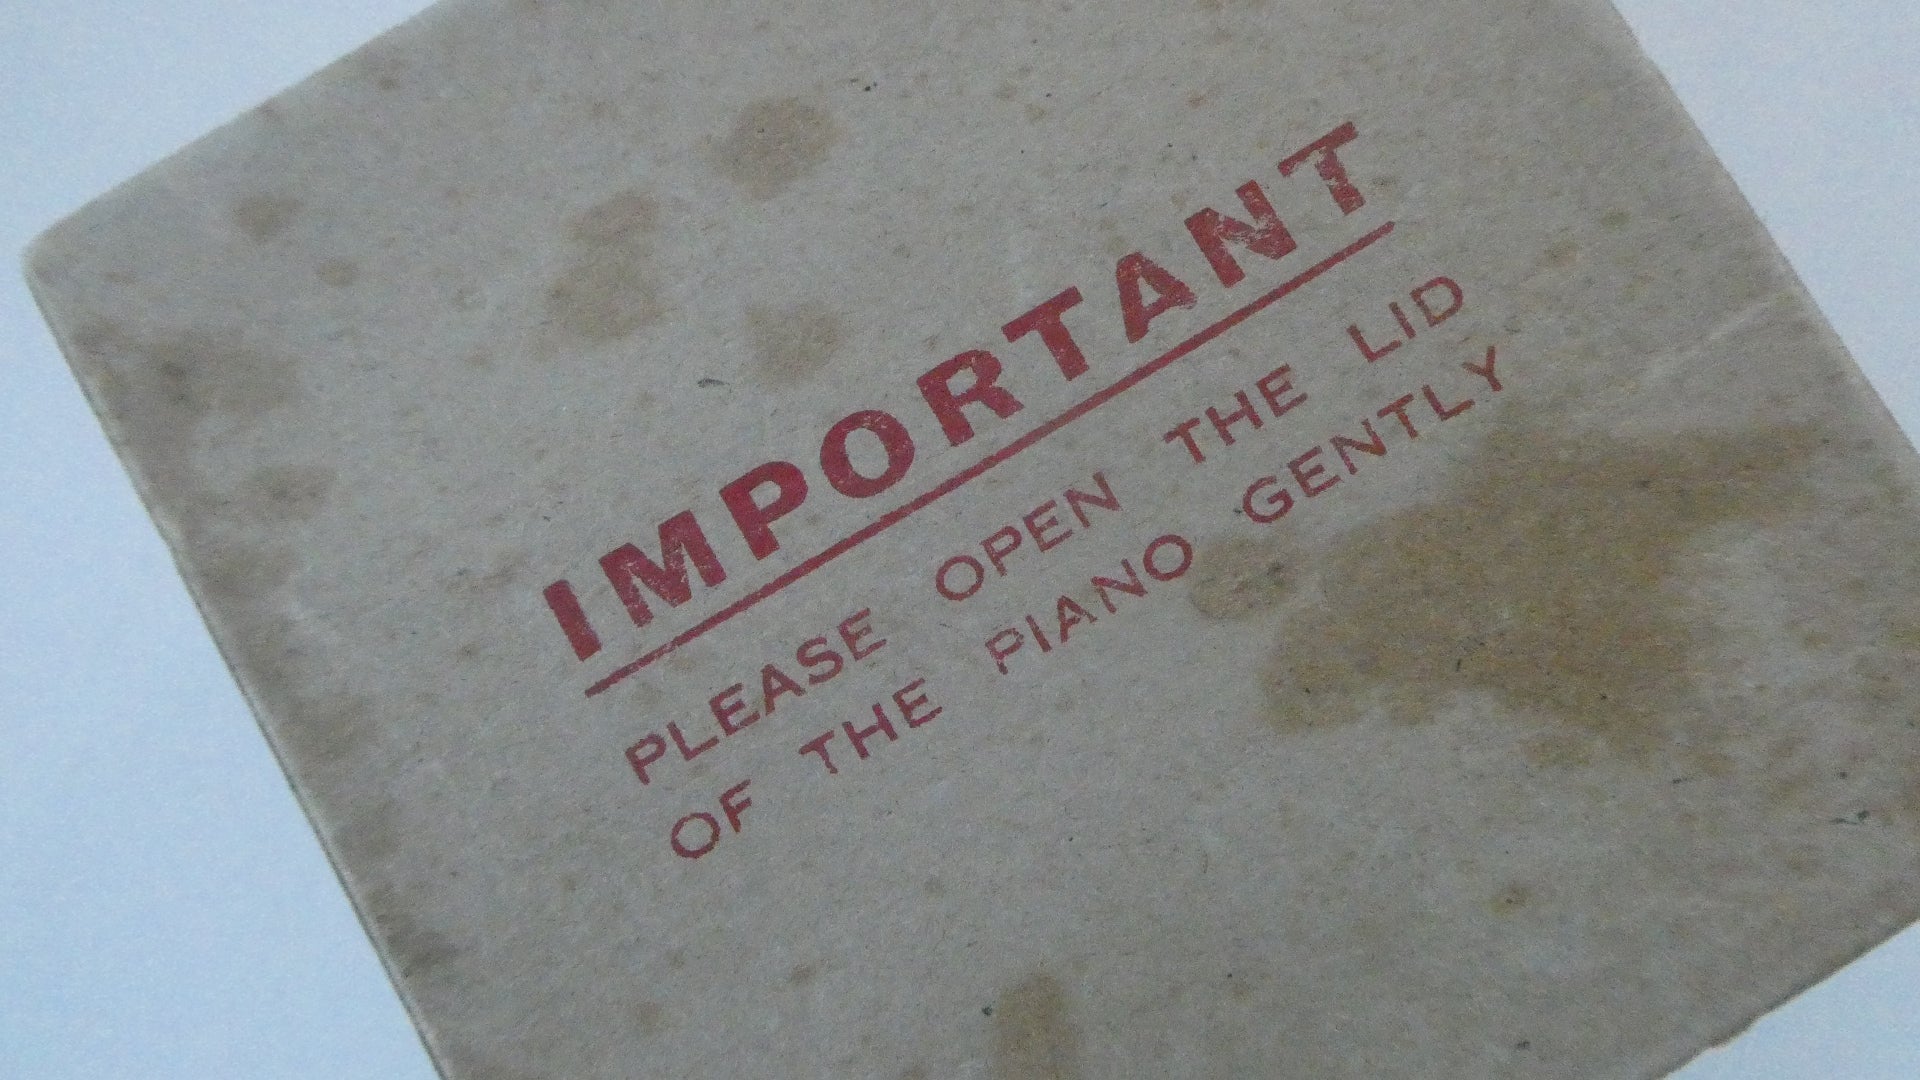 IMPORTANT
PLEASE OPEN THE LID
OF THE PIANO GENTLY